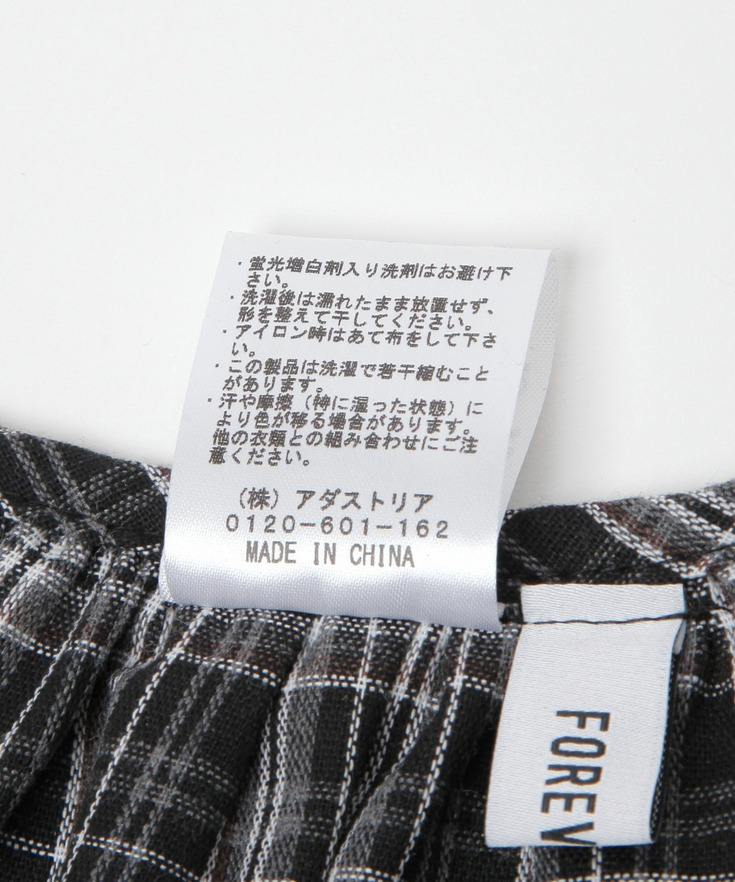 ・蛍光増白剤入り洗剤はお避け下
さい。
・洗濯後は濡れたまま放置せず、
形を整えて干してください。
・アイロン時はあて布をして下さ
い。
・この製品は洗濯で若干縮むこと
があります。
・汗や摩擦（特に湿った状態）に
より色が移る場合があります。
他の衣類との組み合わせにご注
意ください。
（株）アダストリア
0120-601-162
MADE IN CHINA
FOREV